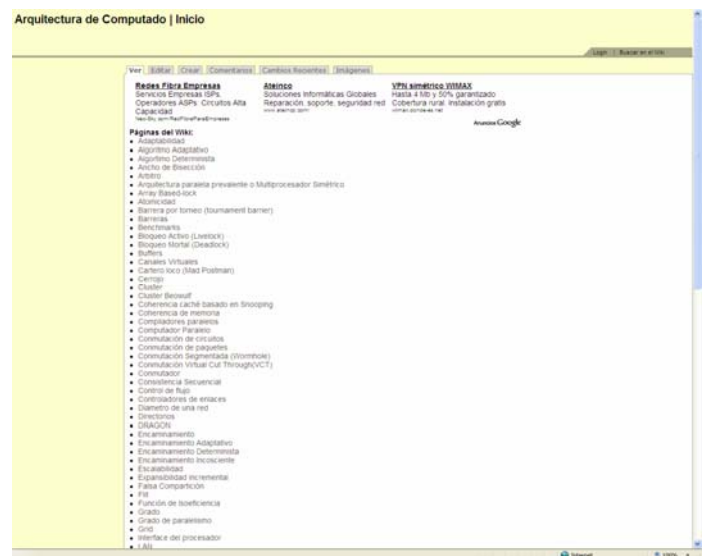 Arquitectura de Computado | Inicio
Login | Buscar en el Wiki
Ver Editar Crear Comentarios Cambios Recientes Imágenes
Redes Fibra Empresas
Servicios Empresas ISPs.
Operadores ASPs. Circuitos Alta
Capacidad
Ateinco
Soluciones Informáticas Globales
Reparación, soporte, seguridad red
www.ateinco.com
VPN simétrico WIMAX
Hasta 4 Mb y 50% garantizado
Cobertura rural. Instalación gratis
Anuncios Google
Páginas del Wiki:
Adaptabilidad
Algoritmo Adaptativo
Algoritmo Determinista
Ancho de Bisección
Arbitro
Arquitectura paralela prevalente o Multiprocesador Simétrico
Array Based-lock
Atomicidad
Barrera por torneo (tournament barrier)
Barreras
Benchmarks
Bloqueo Activo (Livelock)
Bloqueo Mortal (Deadlock)
Buffers
Canales Virtuales
Cartero loco (Mad Postman)
Cerrojo
Cluster
Cluster Beowulf
Coherencia caché basado en Snooping
Coherencia de memoria
Compiladores paralelos
Computador Paralelo
Conmutación de circuitos
Conmutación de paquetes
Conmutación Segmentada (Wormhole)
Conmutación Virtual Cut Through(VCT)
Conmutador
Consistencia Secuencial
Control de flujo
Controladores de enlaces
Diametro de una red
Directorios
DRAGON
Encaminamiento
Encaminamiento Adaptativo
Encaminamiento Determinista
Encaminamiento Incosciente
Escalabilidad
Expansibilidad incremental
Falsa Compartición
Función de Isoeficiencia
Grado
Grado de paralelismo
Grid
Interface del procesador
LAN
Internet
100%